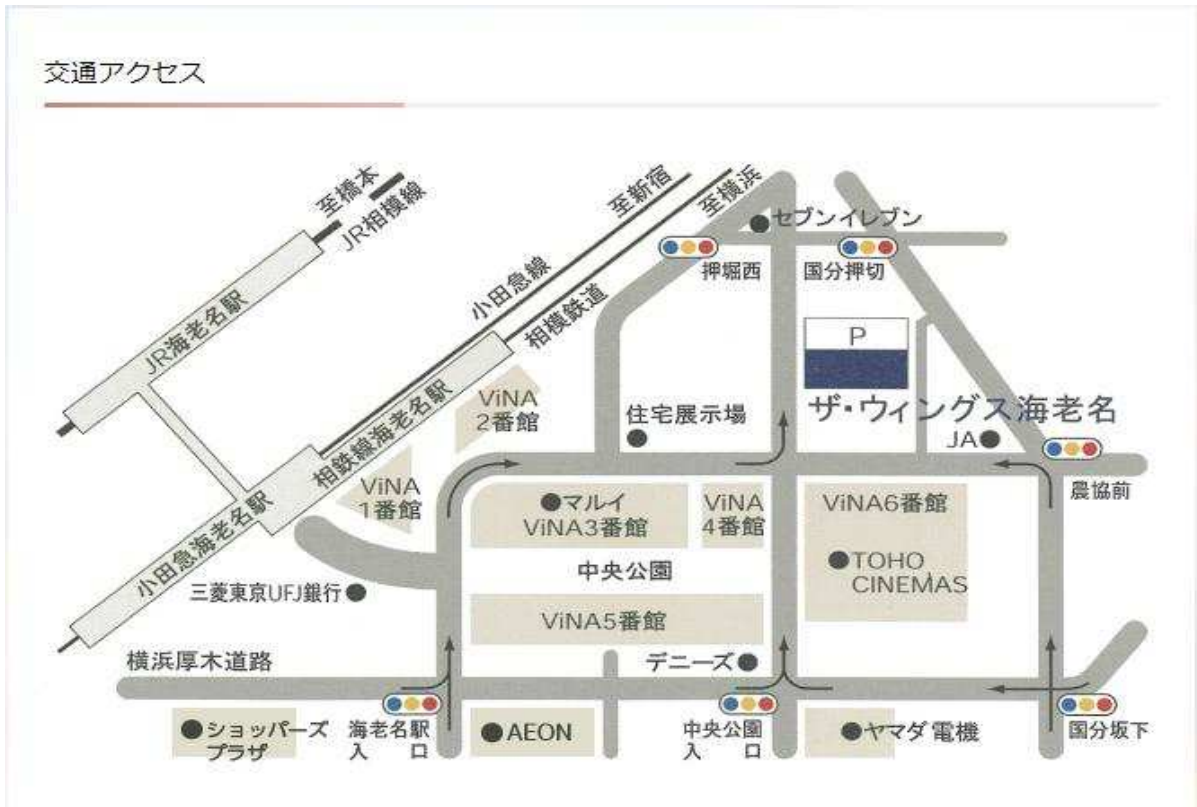 交通アクセス
至橋本
JR相模線
至新宿
至横浜
小田急線
相模鉄道
JR海老名駅
相鉄線海老名駅
小田急海老名駅
セブンイレブン
押堀西
国分押切
P
ザ・ウィングス海老名
住宅展示場
JA
農協前
ViNA
2番館
ViNA
1番館
マルイ
ViNA3番館
ViNA
4番館
ViNA6番館
TOHO
CINEMAS
中央公園
三菱東京UFJ銀行
ViNA5番館
横浜厚木道路
デニーズ
ショッパーズ
プラザ
海老名駅
入 口
AEON
中央公園
入 口
ヤマダ電機
国分坂下